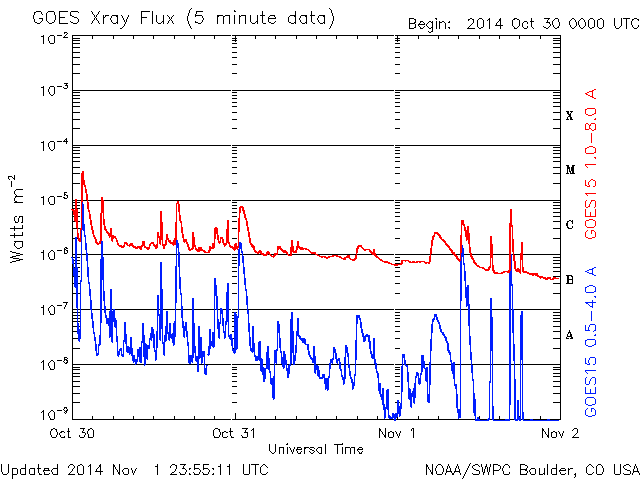 GOES Xray Flux (5 minute data)
Begin: 2014 Oct 30 0000 UTC
10-2
10-3
10-4
10-5
10-6
10-7
10-8
10-9
Watts m-2
X
M
C
B
A
GOES15 1.0-8.0 A
GOES15 0.5-4.0 A
Oct 30
Oct 31
Nov 1
Nov 2
Universal Time
Updated 2014 Nov 1 23:55:11 UTC
NOAA/SWPC Boulder, CO USA